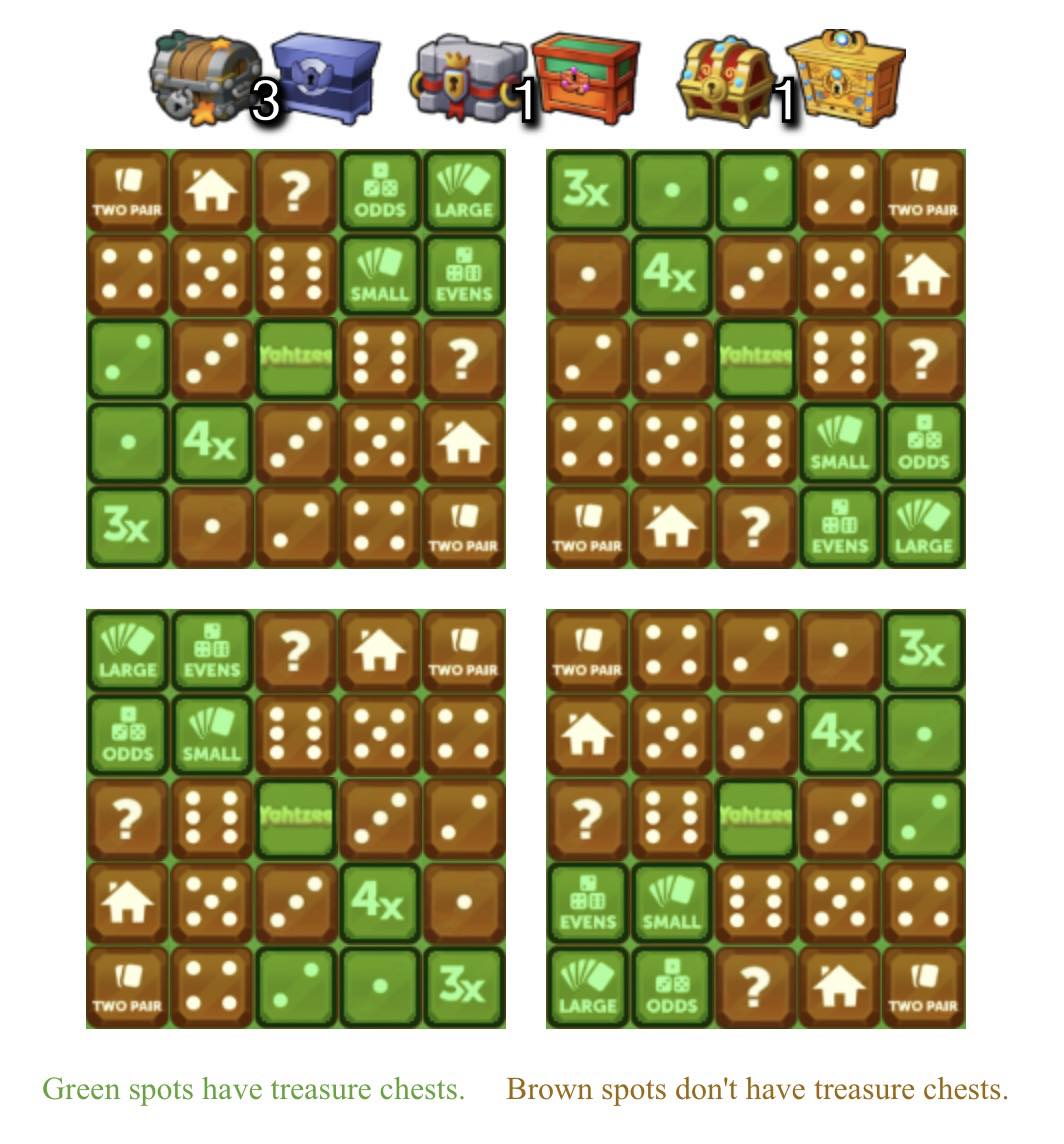 3 1 1
TWO PAIR ? ODDS LARGE 3x TWO PAIR
SMALL EVENS 4x
Yahtzee ? Yahtzee ?
4x SMALL ODDS
3x TWO PAIR TWO PAIR ? EVENS LARGE
LARGE EVENS ? TWO PAIR TWO PAIR 3x
ODDS SMALL 4x
? Yahtzee ? Yahtzee
4x EVENS SMALL
TWO PAIR 3x LARGE ODDS ? TWO PAIR
Green spots have treasure chests. Brown spots don't have treasure chests.